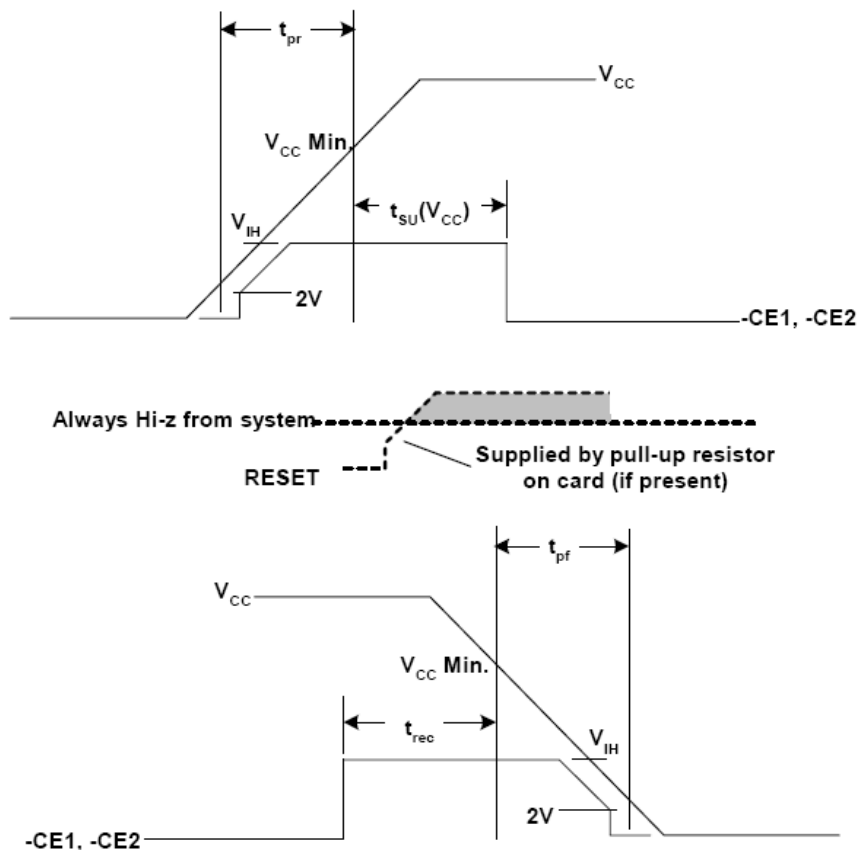 tpr
VCC
VCC Min.
tSU(VCC)
VIH
2V
-CE1, -CE2
Always Hi-z from system
Supplied by pull-up resistor
on card (if present)
RESET
tpf
VCC
VCC Min.
trec
VIH
2V
-CE1, -CE2